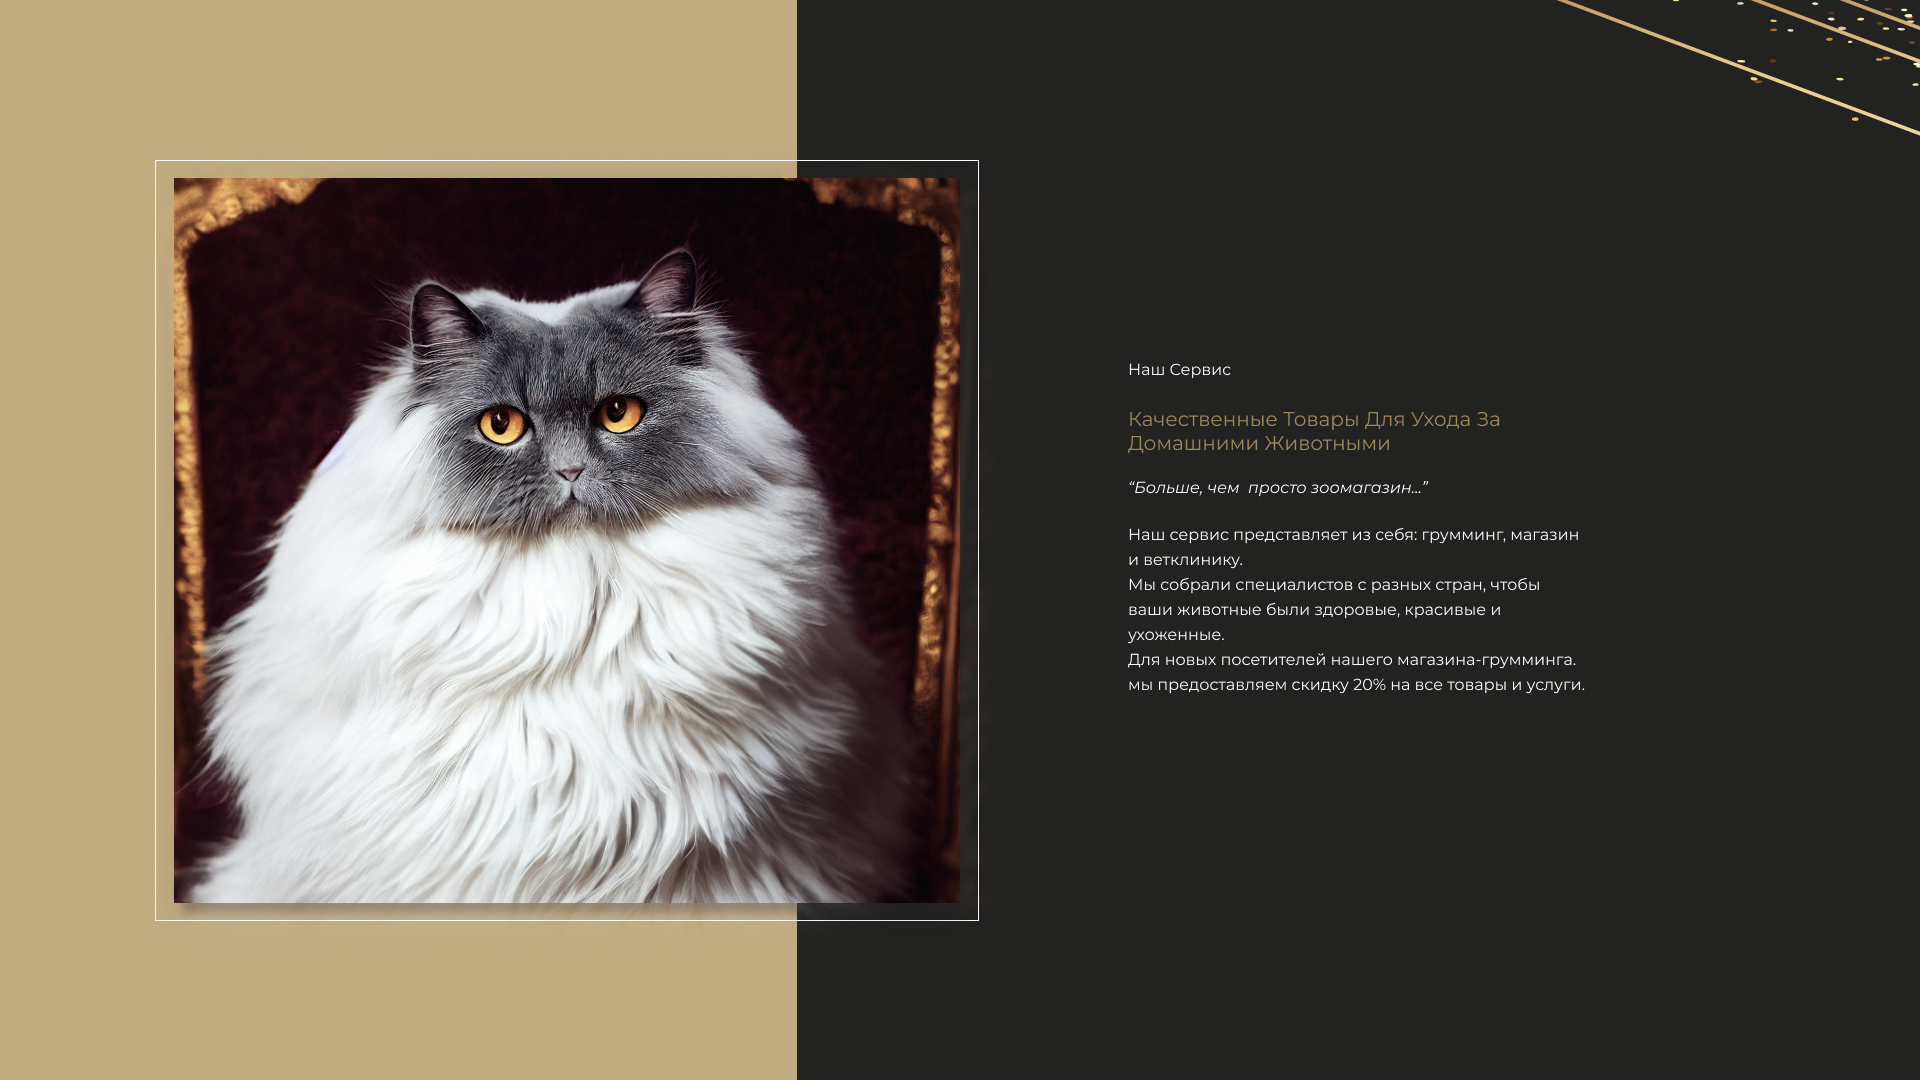 Наш Сервис
Качественные Товары Для Ухода За
Домашними Животными
“Больше, чем  просто зоомагазин...”
Наш сервис представляет из себя: грумминг, магазин
и ветклинику.
Мы собрали специалистов с разных стран, чтобы
ваши животные были здоровые, красивые и
ухоженные.
Для новых посетителей нашего магазина-грумминга.
мы предоставляем скидку 20% на все товары и услуги.